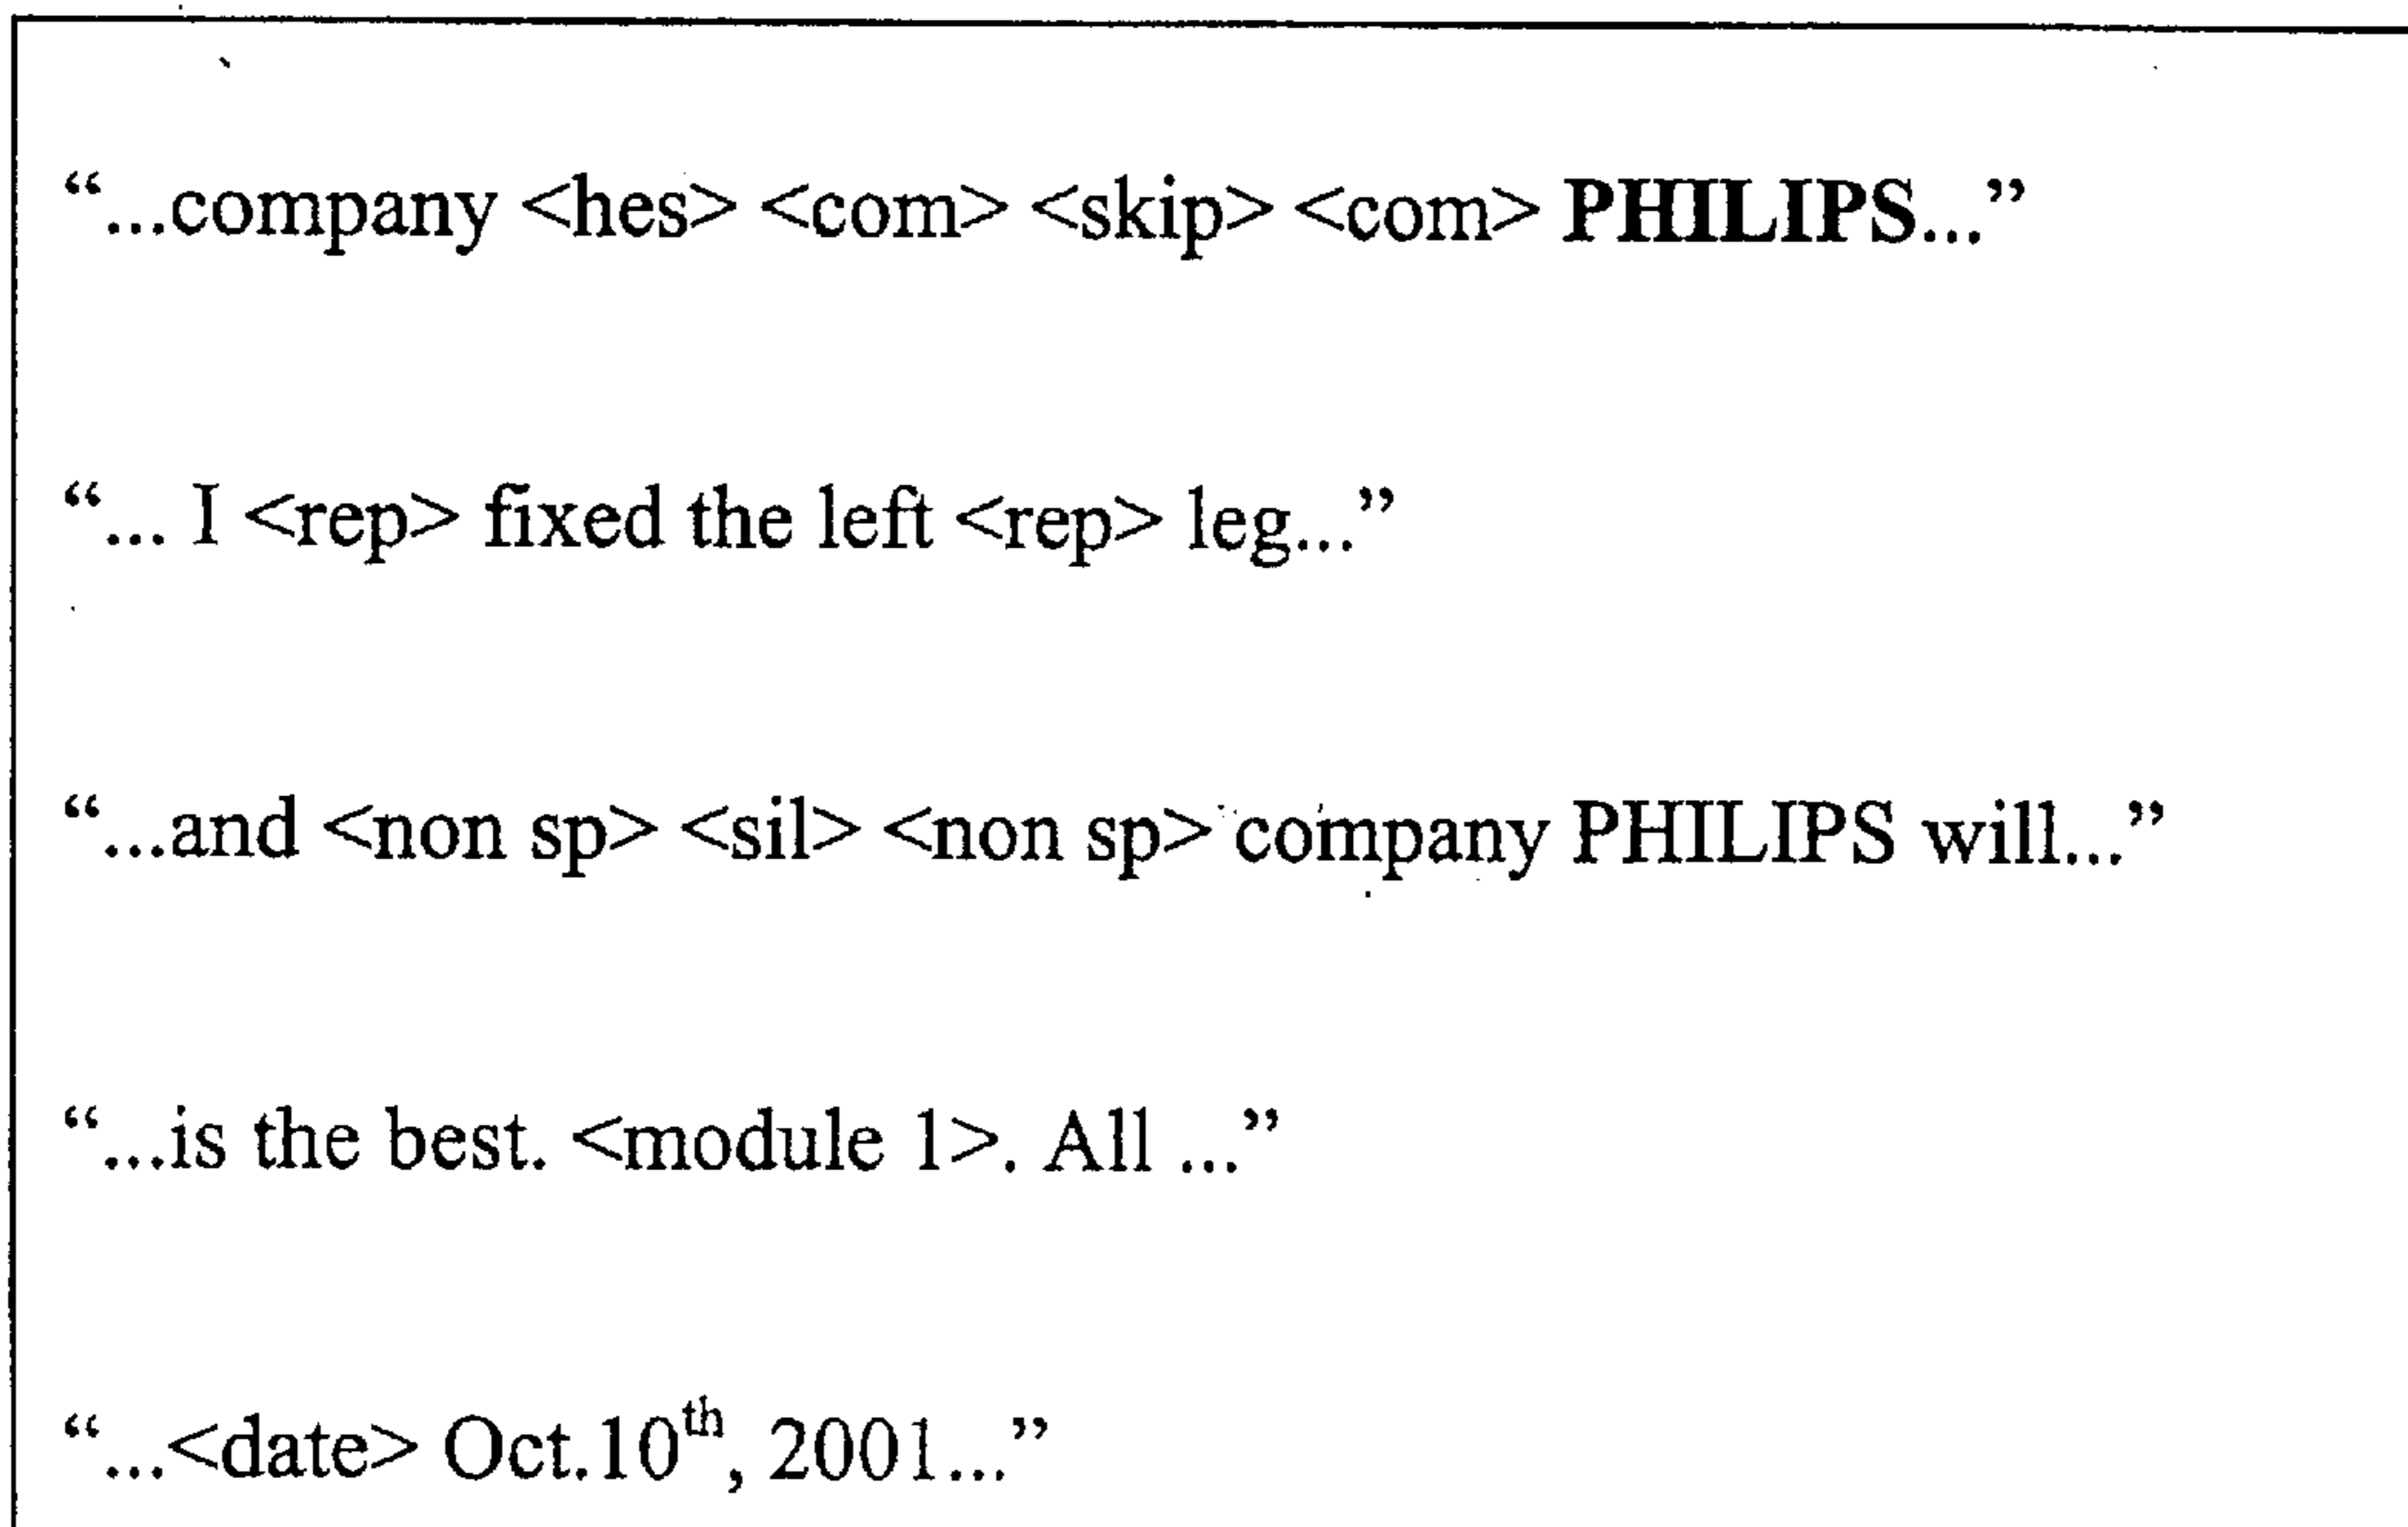 “...company <hes> <com> <skip> <com> PHILIPS...”
“... I <rep> fixed the left <rep> leg...”
“...and <non sp> <sil> <non sp> company PHILIPS will...”
“...is the best. <module 1>. All ...”
“...<date> Oct.10th, 2001...”